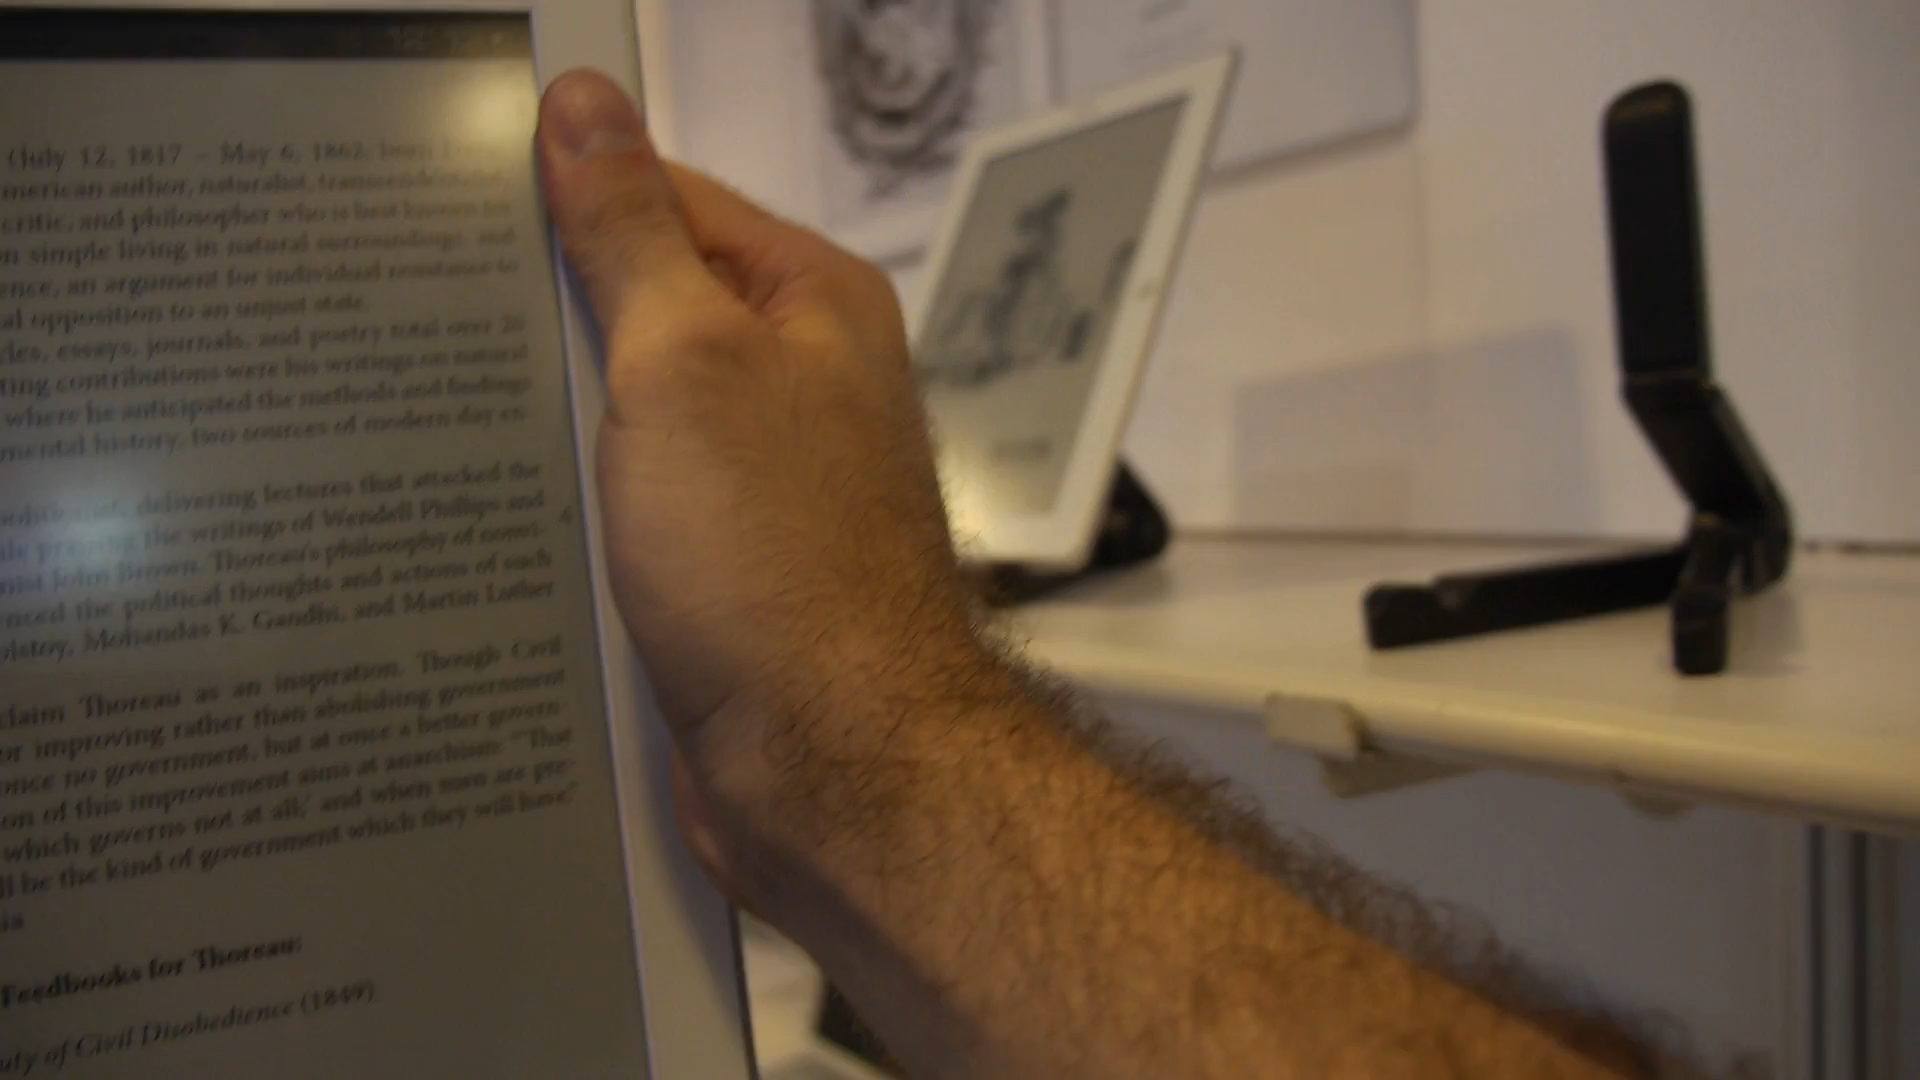 (July 12, 1817 – May 6, 1862, born
merican author, naturalist, transcendentalist,
critic, and philosopher who is best known for
n simple living in natural surroundings, and
ence, an argument for individual resistance to
al opposition to an unjust state.
les, essays, journals, and poetry total over 20
ting contributions were his writings on natural
where he anticipated the methods and findings
mental history, two sources of modern day en-
delivering lectures that attacked the
the writings of Wendell Phillips and
nist John Brown. Thoreau's philosophy of nonvi-
nced the political thoughts and actions of such
olstoy, Mohandas K. Gandhi, and Martin Luther
claim Thoreau as an inspiration. Though Civil
or improving rather than abolishing government
once no government, but at once a better govern-
on of this improvement aims at anarchism: "'That
which governs not at all;' and when men are pre-
ll be the kind of government which they will have."
ia
Feedbooks for Thoreau:
uty of Civil Disobedience (1849)